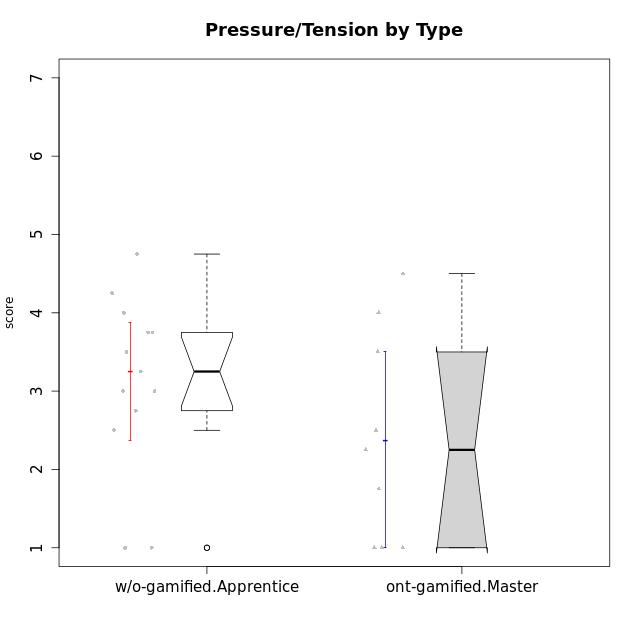 Pressure/Tension by Type
score
7
6
5
4
3
2
1
w/o-gamified.Apprentice
ont-gamified.Master